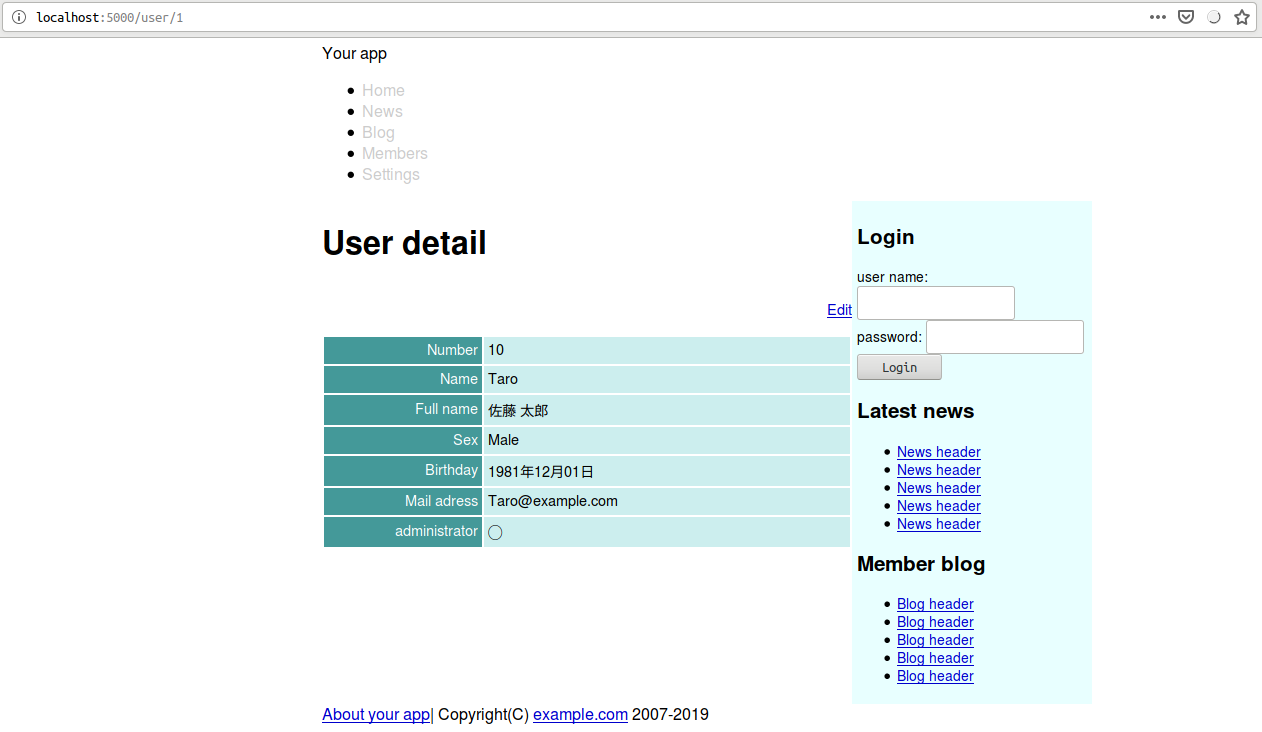 localhost:5000/user/1
Your app
Home
News
Blog
Members
Settings
User detail
Edit
Number 10
Name Taro
Full name 佐藤 太郎
Sex Male
Birthday 1981年12月01日
Mail adress Taro@example.com
administrator ○
Login
user name:
password:
Login
Latest news
News header
News header
News header
News header
News header
Member blog
Blog header
Blog header
Blog header
Blog header
Blog header
About your app| Copyright(C) example.com 2007-2019